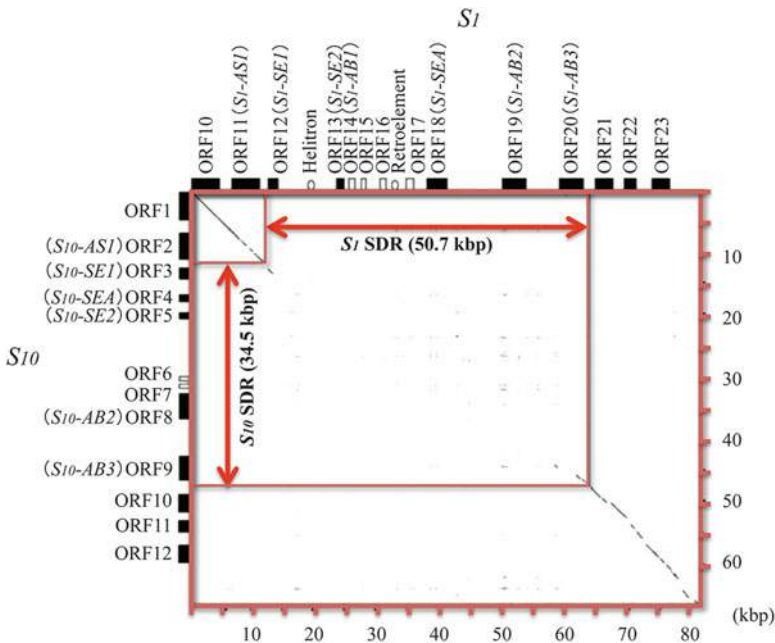 S1
ORF10
ORF11(S1-AS1)
ORF12(S1-SE1)
Helitron
ORF13(S1-SE2)
ORF14(S1-AB1)
ORF15
ORF16
Retroelement
ORF17
ORF18(S1-SEA)
ORF19(S1-AB2)
ORF20(S1-AB3)
ORF21
ORF22
ORF23
S10
ORF1
(S10-AS1)ORF2
(S10-SE1)ORF3
(S10-SEA)ORF4
(S10-SE2)ORF5
ORF6
ORF7
(S10-AB2)ORF8
(S10-AB3)ORF9
ORF10
ORF11
ORF12
S1 SDR (50.7 kbp)
S10 SDR (34.5 kbp)
10
20
30
40
50
60
(kbp)
10 20 30 40 50 60 70 80